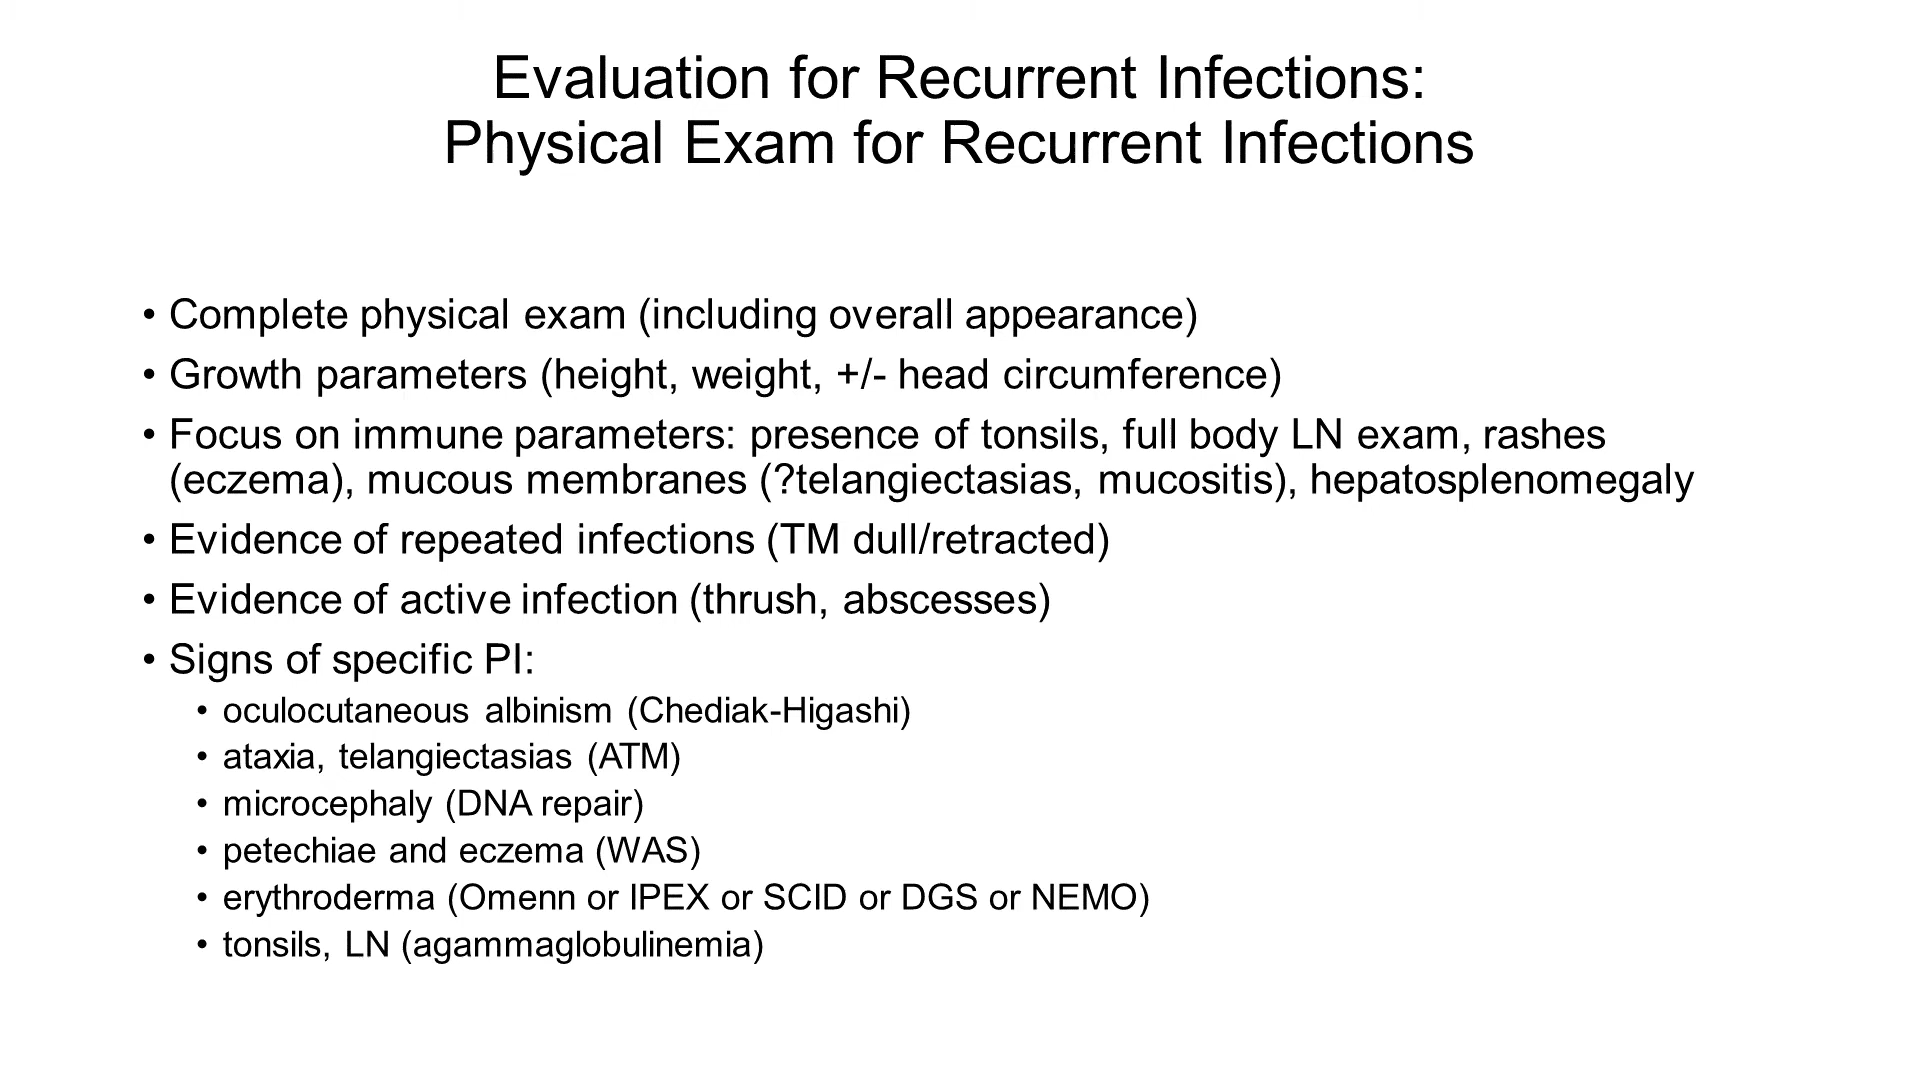 Evaluation for Recurrent Infections:
Physical Exam for Recurrent Infections
• Complete physical exam (including overall appearance)
• Growth parameters (height, weight, +/- head circumference)
• Focus on immune parameters: presence of tonsils, full body LN exam, rashes
(eczema), mucous membranes (?telangiectasias, mucositis), hepatosplenomegaly
• Evidence of repeated infections (TM dull/retracted)
• Evidence of active infection (thrush, abscesses)
• Signs of specific PI:
• oculocutaneous albinism (Chediak-Higashi)
• ataxia, telangiectasias (ATM)
• microcephaly (DNA repair)
• petechiae and eczema (WAS)
• erythroderma (Omenn or IPEX or SCID or DGS or NEMO)
• tonsils, LN (agammaglobulinemia)